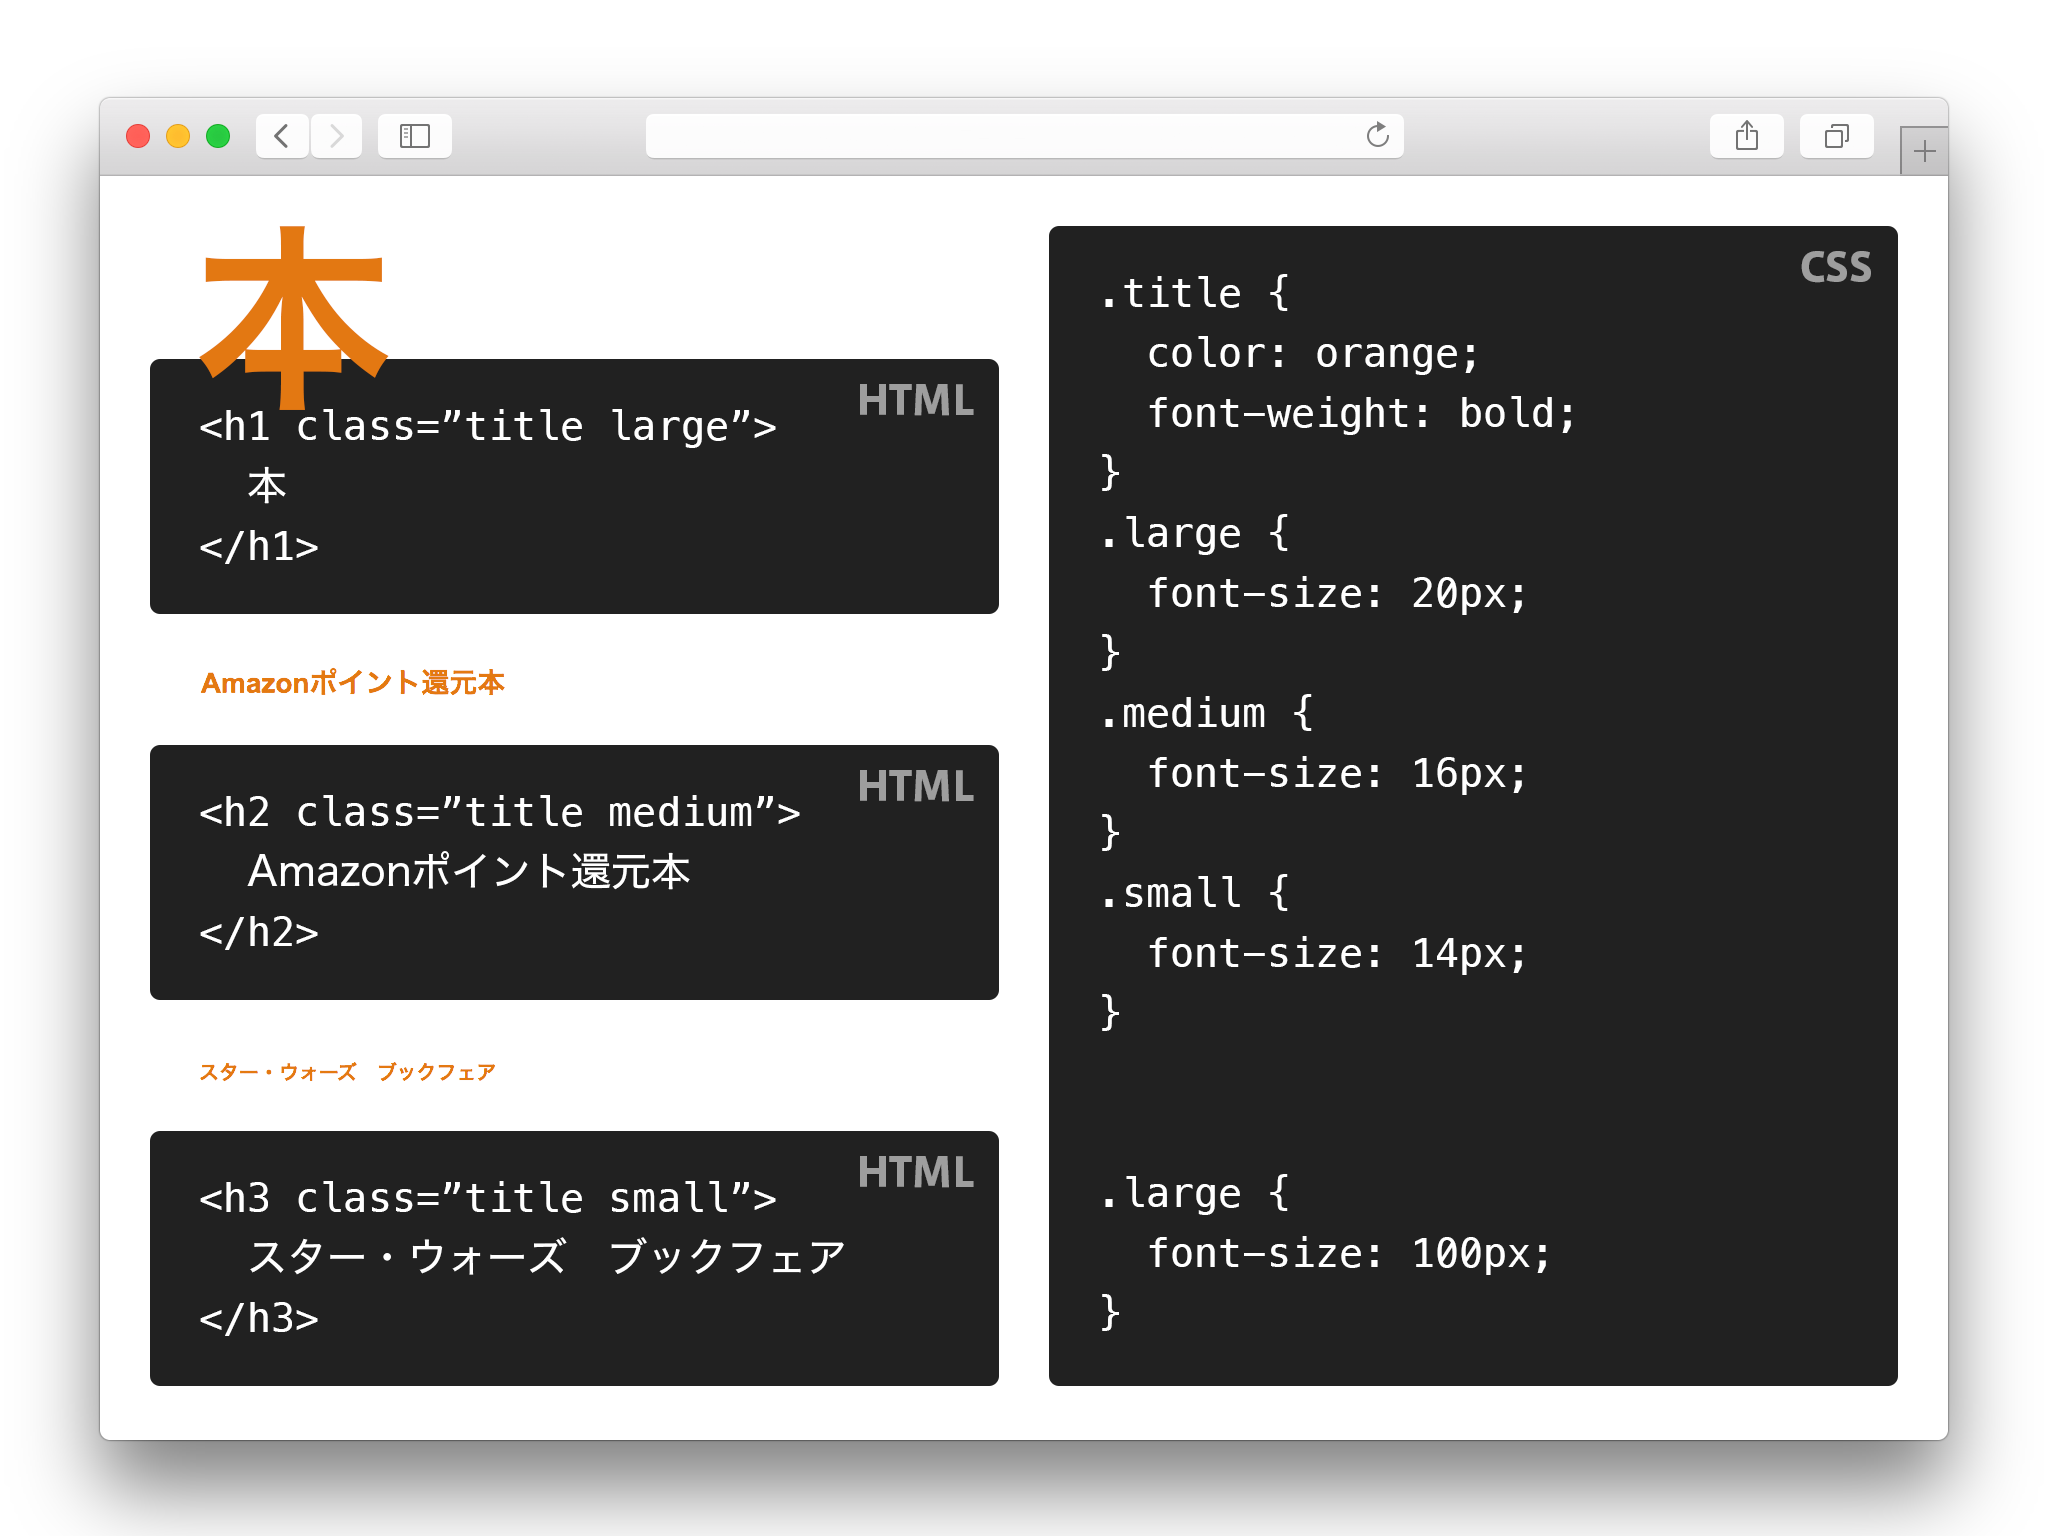 本
HTML
<h1 class=”title large”>
本
</h1>
Amazonポイント還元本
HTML
<h2 class=”title medium”>
Amazonポイント還元本
</h2>
スター・ウォーズ　ブックフェア
HTML
<h3 class=”title small”>
スター・ウォーズ　ブックフェア
</h3>
CSS
.title {
color: orange;
font-weight: bold;
}
.large {
font-size: 20px;
}
.medium {
font-size: 16px;
}
.small {
font-size: 14px;
}
.large {
font-size: 100px;
}